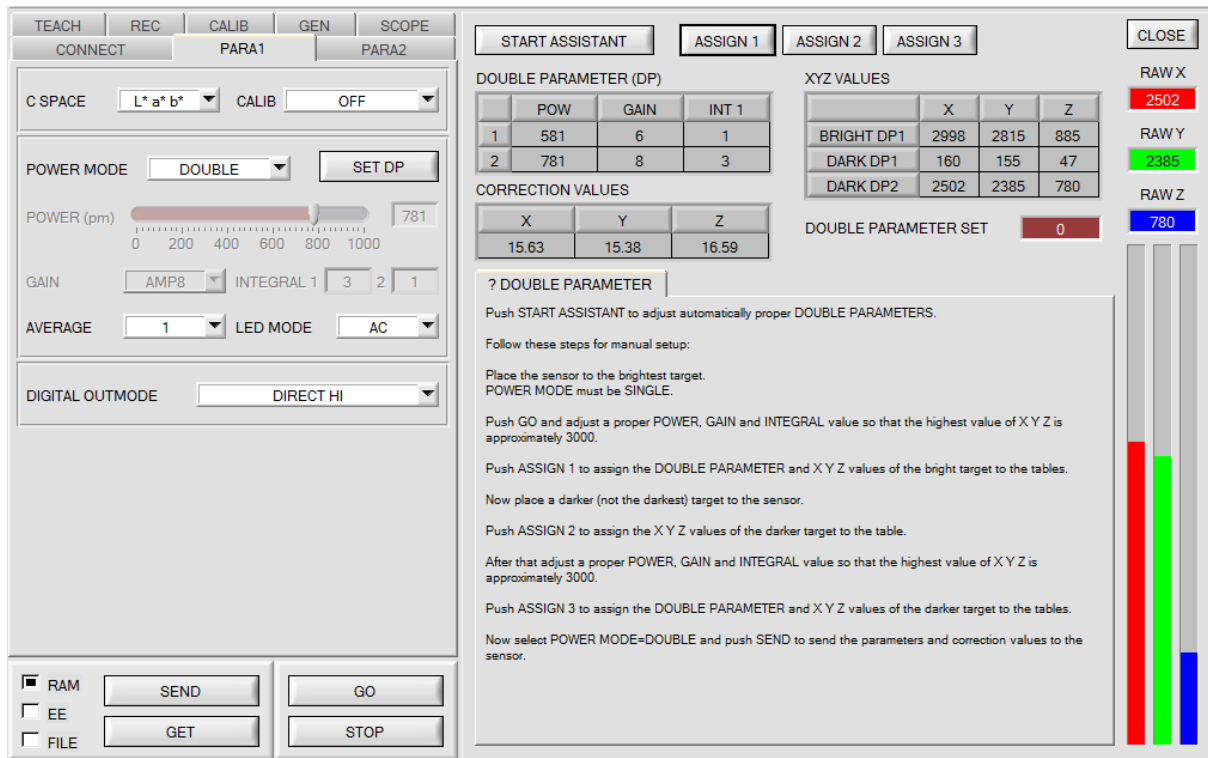 TEACH REC CALIB GEN SCOPE
CONNECT PARA1 PARA2
C SPACE L* a* b* CALIB OFF
POWER MODE DOUBLE SET DP
POWER (pm) 781
0 200 400 600 800 1000
GAIN AMP8 INTEGRAL 1 3 2 1
AVERAGE 1 LED MODE AC
DIGITAL OUTMODE DIRECT HI
RAM SEND GO
EE
GET STOP
FILE
START ASSISTANT ASSIGN 1 ASSIGN 2 ASSIGN 3
DOUBLE PARAMETER (DP)
POW GAIN INT 1
1 581 6 1
2 781 8 3
CORRECTION VALUES
X Y Z
15.63 15.38 16.59
XYZ VALUES
X Y Z
BRIGHT DP1 2998 2815 885
DARK DP1 160 155 47
DARK DP2 2502 2385 780
DOUBLE PARAMETER SET 0
? DOUBLE PARAMETER
Push START ASSISTANT to adjust automatically proper DOUBLE PARAMETERS.
Follow these steps for manual setup:
Place the sensor to the brightest target.
POWER MODE must be SINGLE.
Push GO and adjust a proper POWER, GAIN and INTEGRAL value so that the highest value of X Y Z is
approximately 3000.
Push ASSIGN 1 to assign the DOUBLE PARAMETER and X Y Z values of the bright target to the tables.
Now place a darker (not the darkest) target to the sensor.
Push ASSIGN 2 to assign the X Y Z values of the darker target to the table.
After that adjust a proper POWER, GAIN and INTEGRAL value so that the highest value of X Y Z is
approximately 3000.
Push ASSIGN 3 to assign the DOUBLE PARAMETER and X Y Z values of the darker target to the tables.
Now select POWER MODE=DOUBLE and push SEND to send the parameters and correction values to the
sensor.
CLOSE
RAW X
2502
RAW Y
2385
RAW Z
780